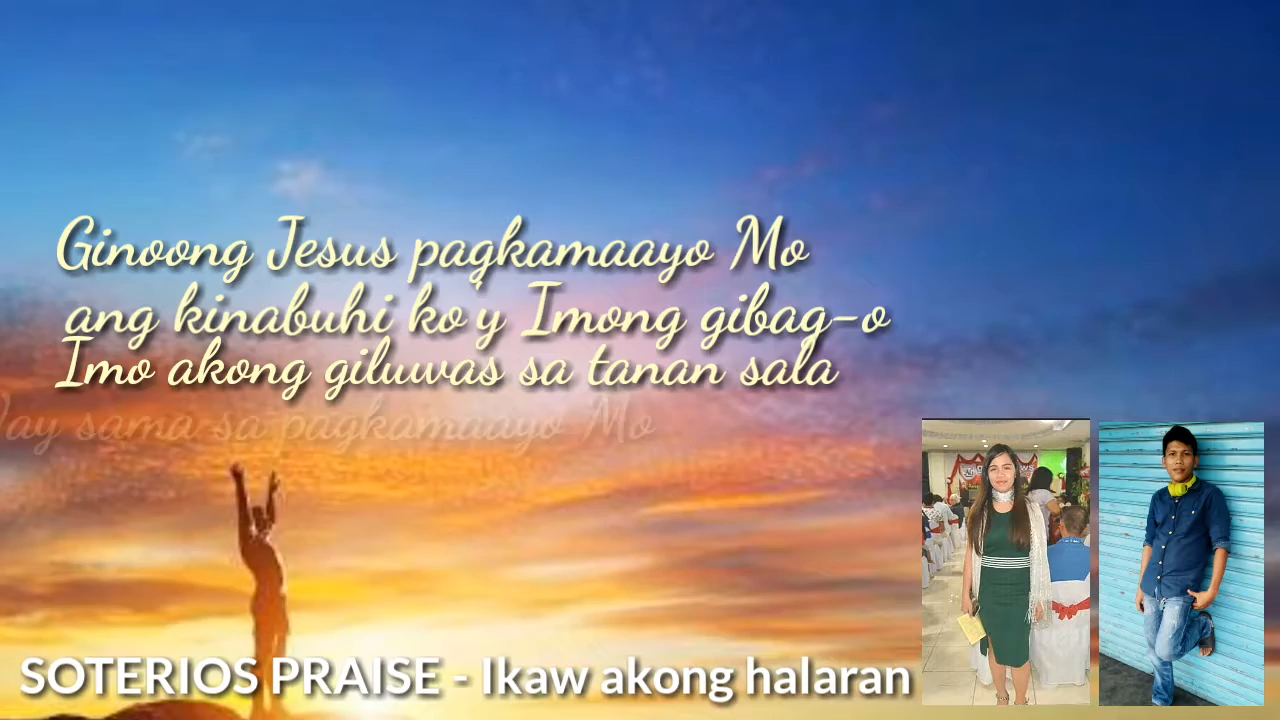 Ginoong Jesus pagkamaayo Mo
ang kinabuhi ko'y Imong gibag-o
Imo akong giluwas sa tanan sala
Way sama sa pagkamaayo Mo
SOTERIOS PRAISE - Ikaw akong halaran